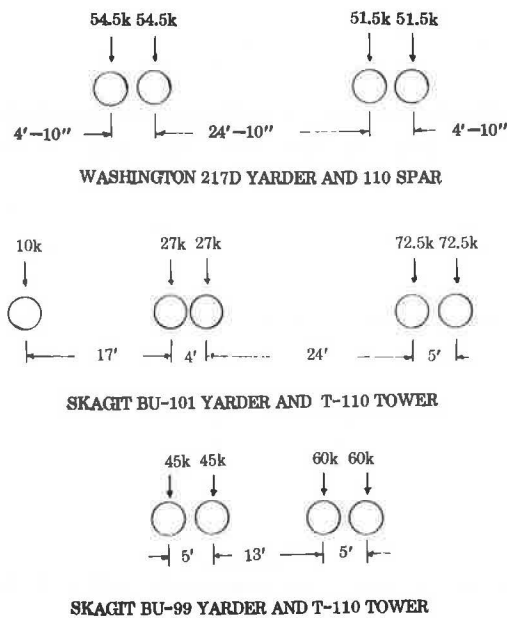 54.5k 54.5k 51.5k 51.5k
4'-10" 24'-10" 4'-10"
WASHINGTON 217D YARDER AND 110 SPAR
10k 27k 27k 72.5k 72.5k
17' 4' 24' 5'
SKAGIT BU-101 YARDER AND T-110 TOWER
45k 45k 60k 60k
5' 13' 5'
SKAGIT BU-99 YARDER AND T-110 TOWER